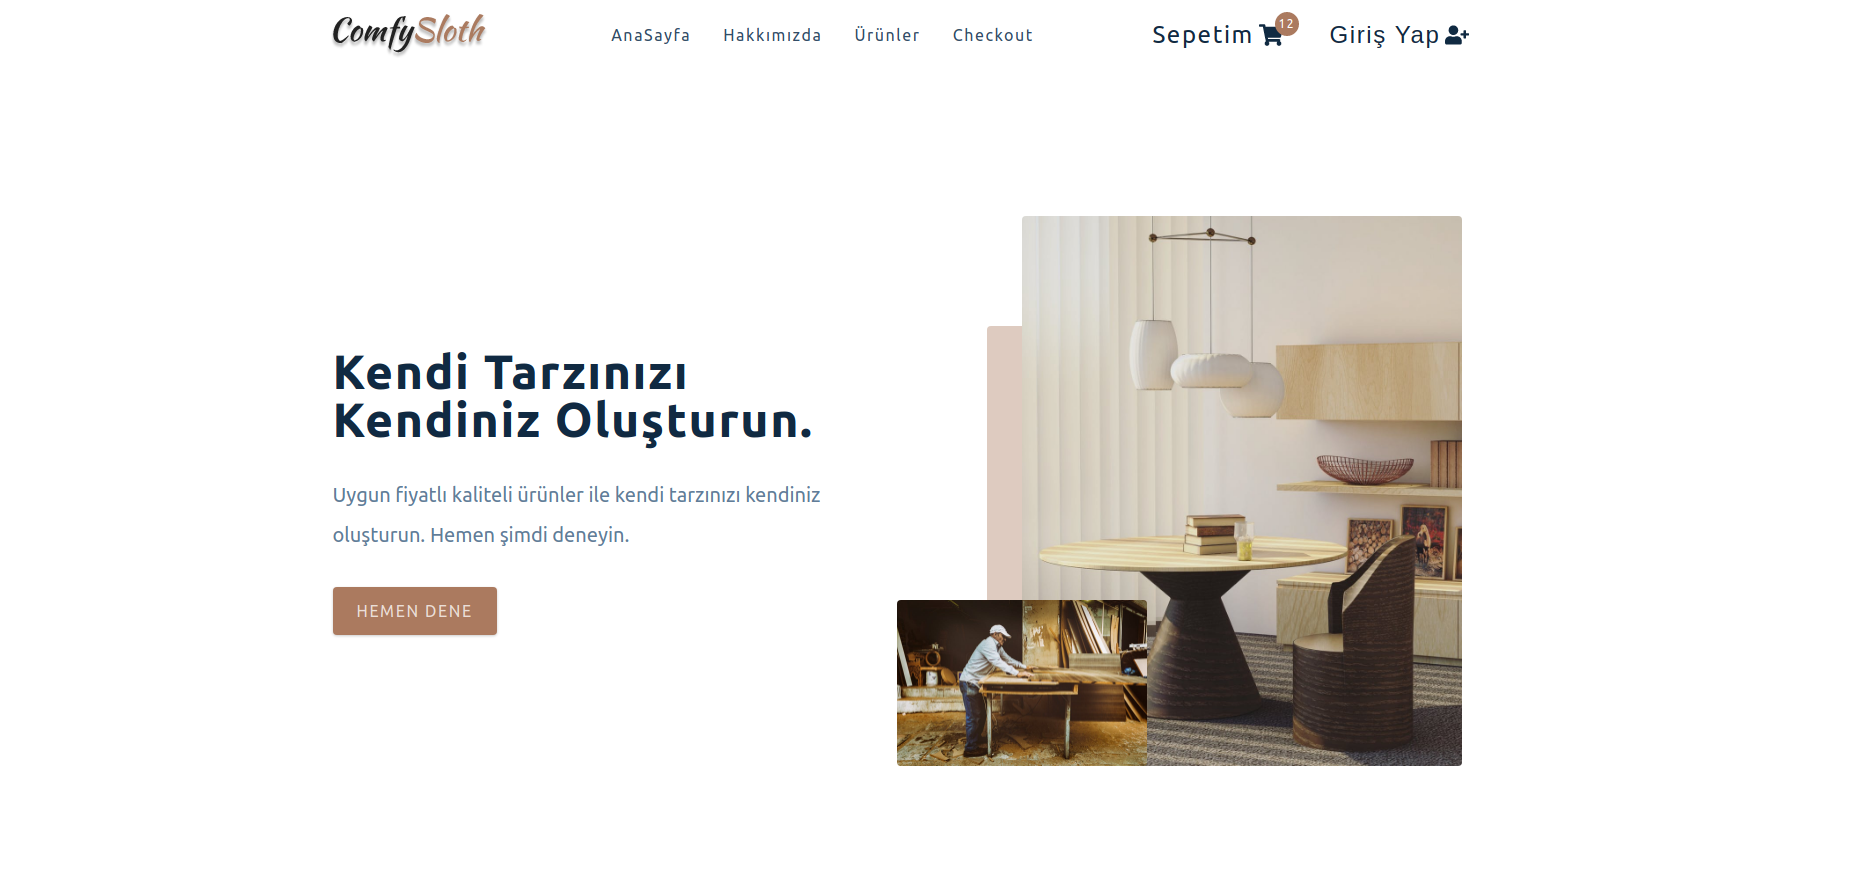 ComfySloth
AnaSayfa
Hakkımızda
Ürünler
Checkout
Sepetim 12
Giriş Yap
Kendi Tarzınızı
Kendiniz Oluşturun.
Uygun fiyatlı kaliteli ürünler ile kendi tarzınızı kendiniz
oluşturun. Hemen şimdi deneyin.
HEMEN DENE